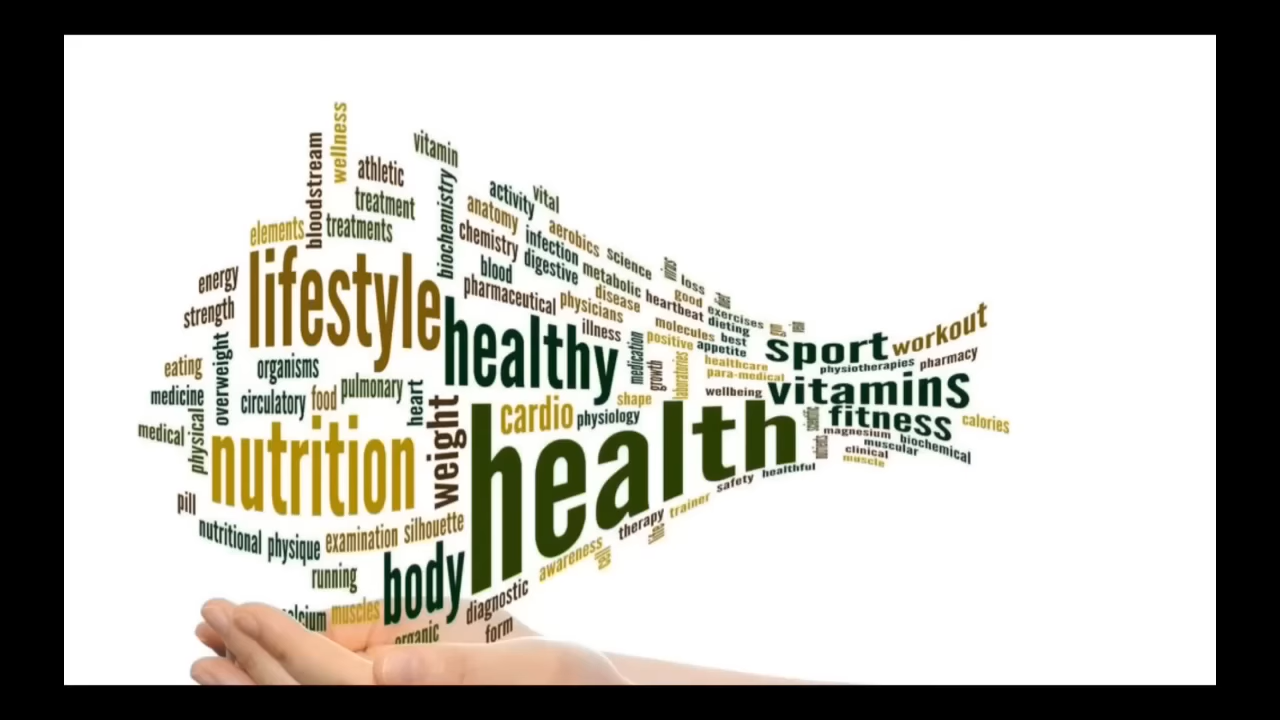 wellness
bloodstream
vitamin
athletic
treatment
elements
treatments
biochemistry
activity
vital
anatomy
aerobics
chemistry
infection
science
blood
digestive
metabolic
loss
energy
lifestyle
pharmaceutical
physicians
disease
heartbeat
good
exercises
strength
healthy
illness
molecules
dieting
best
sport
workout
overweight
medication
positive
appetite
physiotherapies
pharmacy
eating
organisms
growth
laboratories
healthcare
para-medical
medicine
circulatory
food
pulmonary
heart
shape
wellbeing
vitamins
physical
weight
cardio
physiology
fitness
calories
medical
nutrition
health
magnesium
biochemical
muscular
clinical
muscle
pill
safety
healthful
nutritional
physique
examination
silhouette
therapy
trainer
running
body
awareness
muscles
diagnostic
organic
form